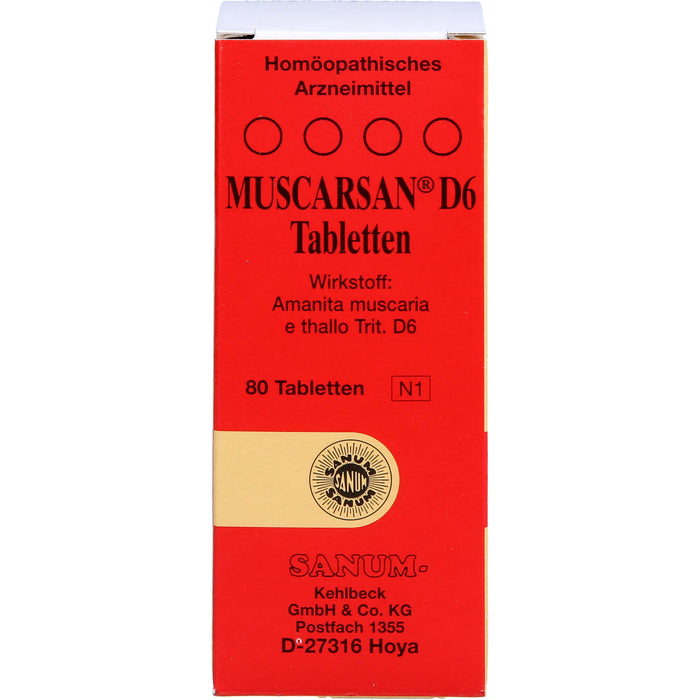 Homöopathisches
Arzneimittel
MUSCARSAN® D6
Tabletten
Wirkstoff:
Amanita muscaria
e thallo Trit. D6
80 Tabletten N1
SANUM
SANUM
SANUM
SANUM-
Kehlbeck
GmbH & Co. KG
Postfach 1355
D-27316 Hoya